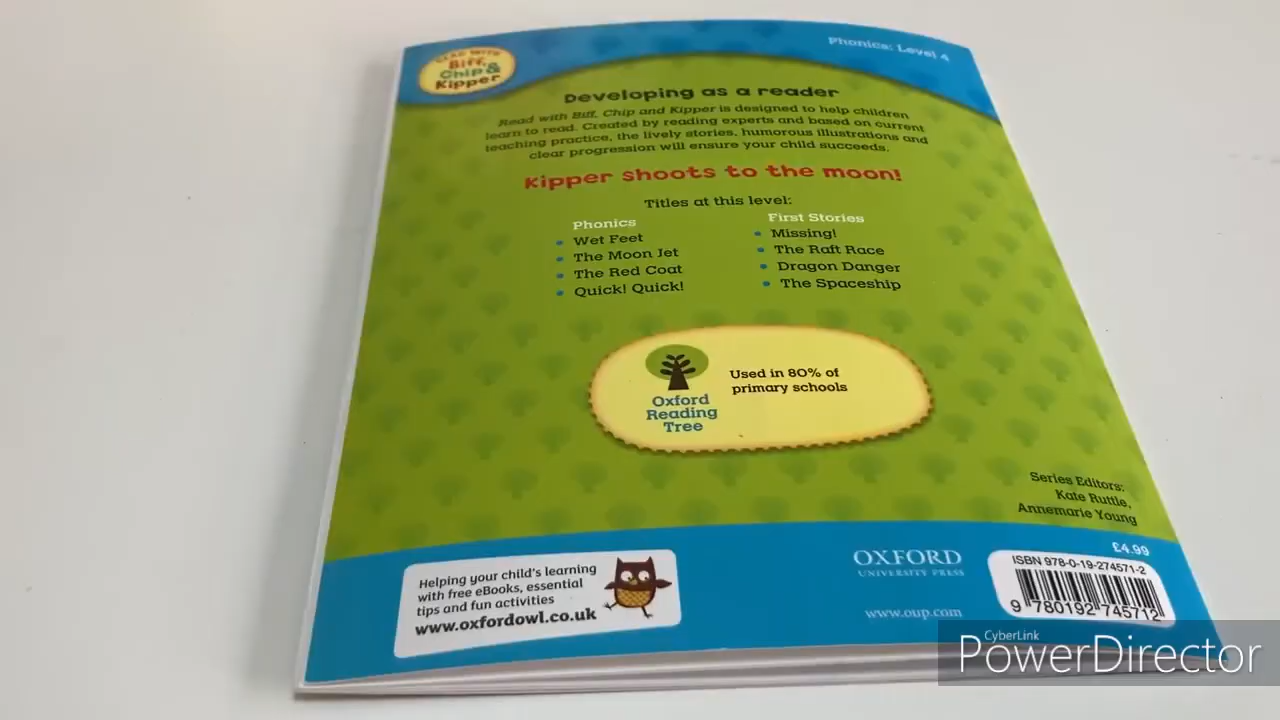 READ WITH
Biff,
Chip &
Kipper
Phonics: Level 4
Developing as a reader
Read with Biff, Chip and Kipper is designed to help children
learn to read. Created by reading experts and based on current
teaching practice, the lively stories, humorous illustrations and
clear progression will ensure your child succeeds.
Kipper shoots to the moon!
Titles at this level:
Phonics
• Wet Feet
• The Moon Jet
• The Red Coat
• Quick! Quick!
First Stories
• Missing!
• The Raft Race
• Dragon Danger
• The Spaceship
Oxford
Reading
Tree
Used in 80% of
primary schools
Series Editors:
Kate Ruttle,
Annemarie Young
Helping your child's learning
with free eBooks, essential
tips and fun activities
www.oxfordowl.co.uk
OXFORD
UNIVERSITY PRESS
www.oup.com
£4.99
ISBN 978-0-19-274571-2
9 780192 745712
CyberLink
PowerDirector